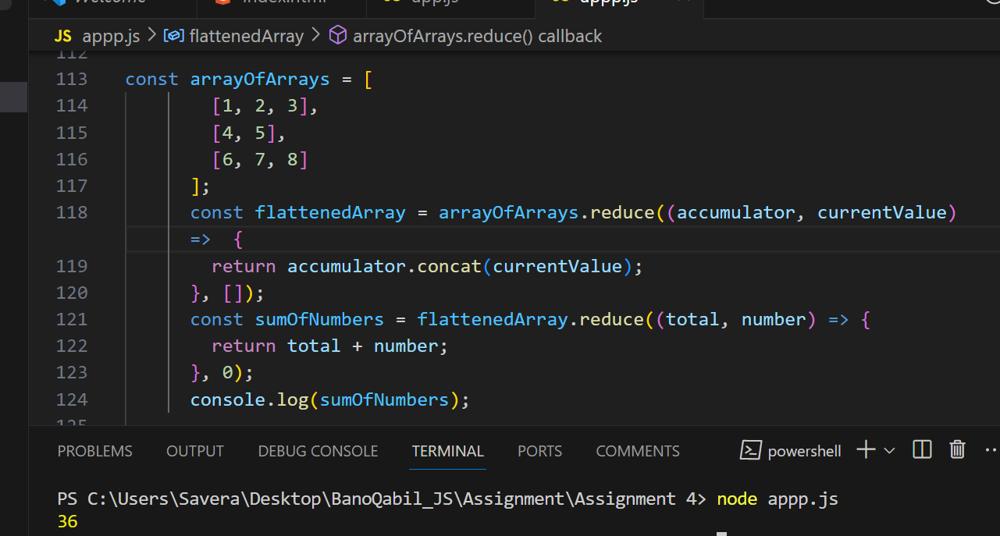 Welcome index.html app.js appp.js
JS appp.js > flattenedArray > arrayOfArrays.reduce() callback
112
113 const arrayOfArrays = [
114 [1, 2, 3],
115 [4, 5],
116 [6, 7, 8]
117 ];
118 const flattenedArray = arrayOfArrays.reduce((accumulator, currentValue)
=> {
119 return accumulator.concat(currentValue);
120 }, []);
121 const sumOfNumbers = flattenedArray.reduce((total, number) => {
122 return total + number;
123 }, 0);
124 console.log(sumOfNumbers);
125
PROBLEMS OUTPUT DEBUG CONSOLE TERMINAL PORTS COMMENTS powershell
PS C:\Users\Savera\Desktop\BanoQabil_JS\Assignment\Assignment 4> node appp.js
36